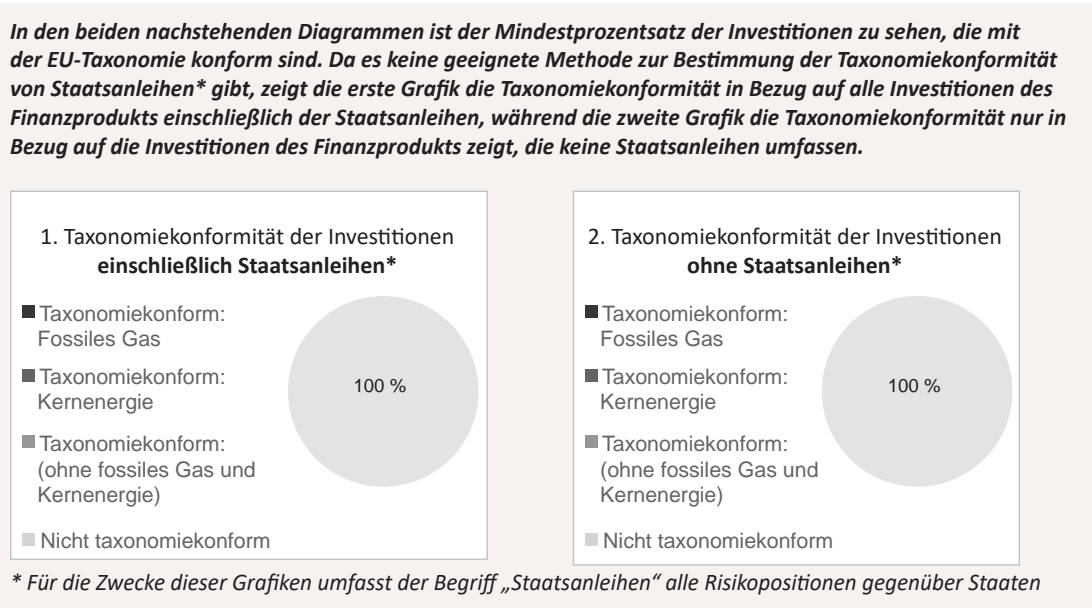 In den beiden nachstehenden Diagrammen ist der Mindestprozentsatz der Investitionen zu sehen, die mit
der EU-Taxonomie konform sind. Da es keine geeignete Methode zur Bestimmung der Taxonomiekonformität
von Staatsanleihen* gibt, zeigt die erste Grafik die Taxonomiekonformität in Bezug auf alle Investitionen des
Finanzprodukts einschließlich der Staatsanleihen, während die zweite Grafik die Taxonomiekonformität nur in
Bezug auf die Investitionen des Finanzprodukts zeigt, die keine Staatsanleihen umfassen.
1. Taxonomiekonformität der Investitionen
einschließlich Staatsanleihen*
Taxonomiekonform:
Fossiles Gas
Taxonomiekonform:
Kernenergie
Taxonomiekonform:
(ohne fossiles Gas und
Kernenergie)
Nicht taxonomiekonform
100 %
2. Taxonomiekonformität der Investitionen
ohne Staatsanleihen*
Taxonomiekonform:
Fossiles Gas
Taxonomiekonform:
Kernenergie
Taxonomiekonform:
(ohne fossiles Gas und
Kernenergie)
Nicht taxonomiekonform
100 %
* Für die Zwecke dieser Grafiken umfasst der Begriff „Staatsanleihen“ alle Risikopositionen gegenüber Staaten